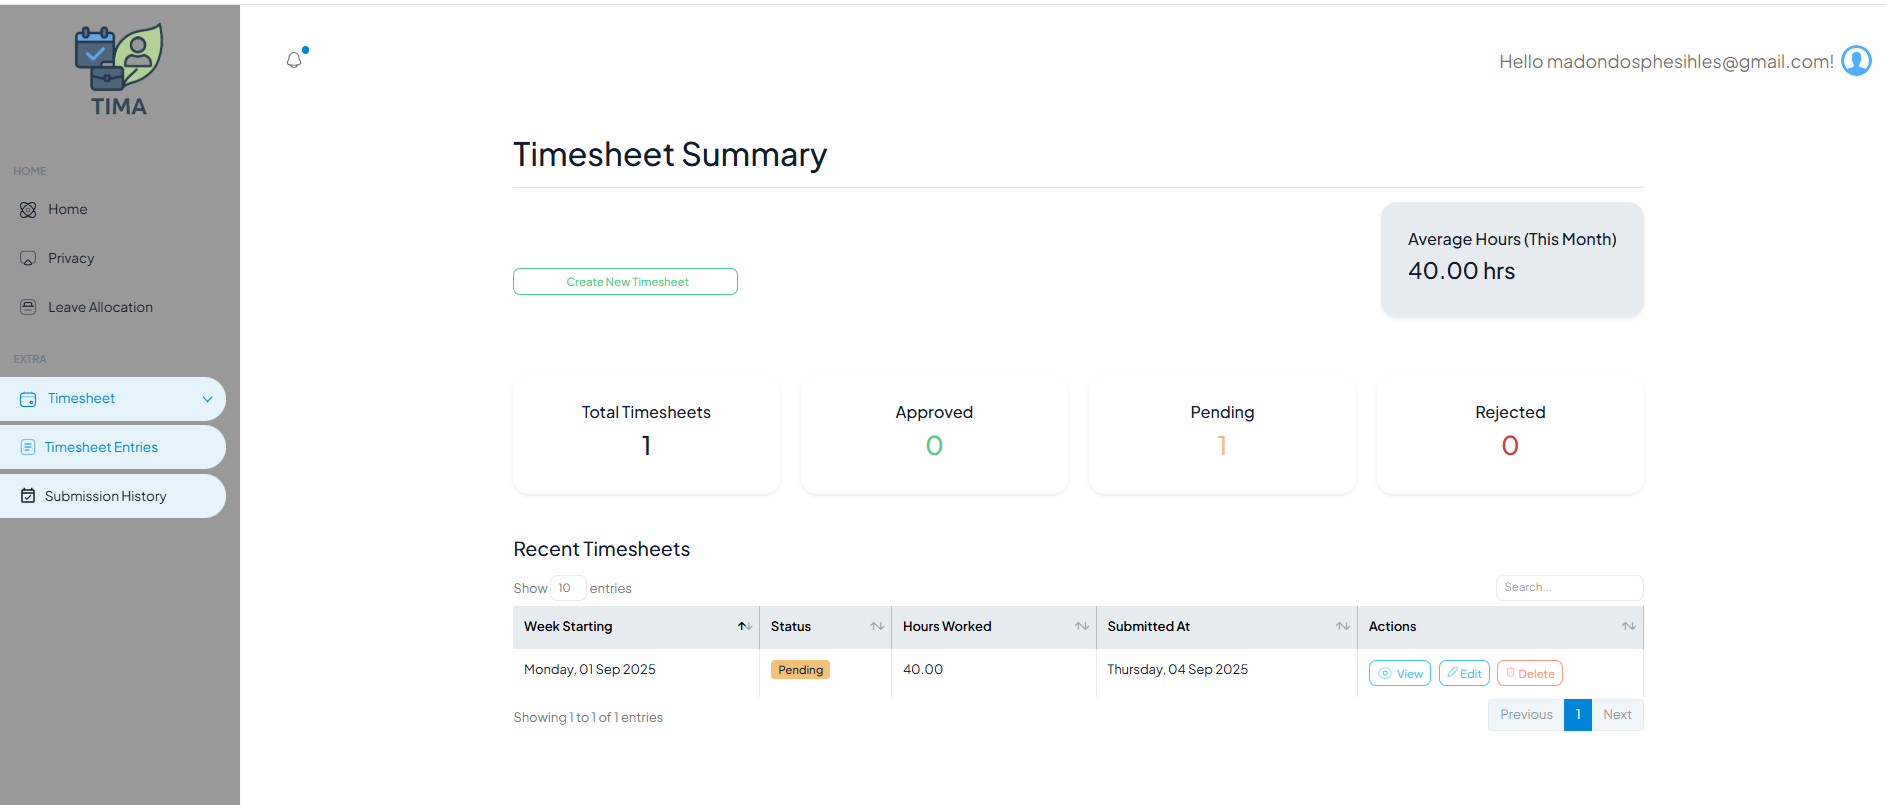 TIMA
Hello madondosphesihles@gmail.com!
HOME
Home
Privacy
Leave Allocation
EXTRA
Timesheet
Timesheet Entries
Submission History
Timesheet Summary
Average Hours (This Month)
40.00 hrs
Create New Timesheet
Total Timesheets
1
Approved
0
Pending
1
Rejected
0
Recent Timesheets
Show 10 entries
Search...
Week Starting Status Hours Worked Submitted At Actions
Monday, 01 Sep 2025 Pending 40.00 Thursday, 04 Sep 2025 View Edit Delete
Showing 1 to 1 of 1 entries
Previous 1 Next